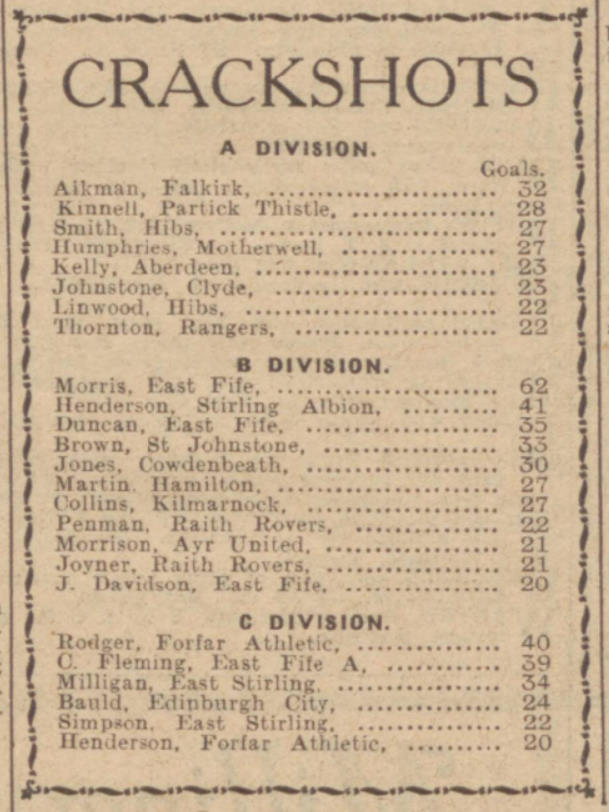 CRACKSHOTS
A DIVISION.
Goals.
Aikman, Falkirk, .......................... 32
Kinnell, Partick Thistle, ................ 28
Smith, Hibs, ............................... 27
Humphries, Motherwell, ................. 27
Kelly, Aberdeen, .......................... 23
Johnstone, Clyde, ........................ 23
Linwood, Hibs, ............................ 22
Thornton, Rangers, ...................... 22
B DIVISION.
Morris, East Fife, ........................ 62
Henderson, Stirling Albion, .......... 41
Duncan, East Fife, ..................... 35
Brown, St Johnstone, ................... 33
Jones, Cowdenbeath, .................... 30
Martin. Hamilton, ........................ 27
Collins, Kilmarnock, .................... 27
Penman, Raith Rovers, ............... 22
Morrison, Ayr United, .................. 21
Joyner, Raith Rovers, .................. 21
J. Davidson, East Fife, ................ 20
C DIVISION.
Rodger, Forfar Athletic, ............... 40
C. Fleming, East Fife A, ............ 39
Milligan, East Stirling, ................. 34
Bauld, Edinburgh City, ............... 24
Simpson, East Stirling, ............... 22
Henderson, Forfar Athletic, .......... 20